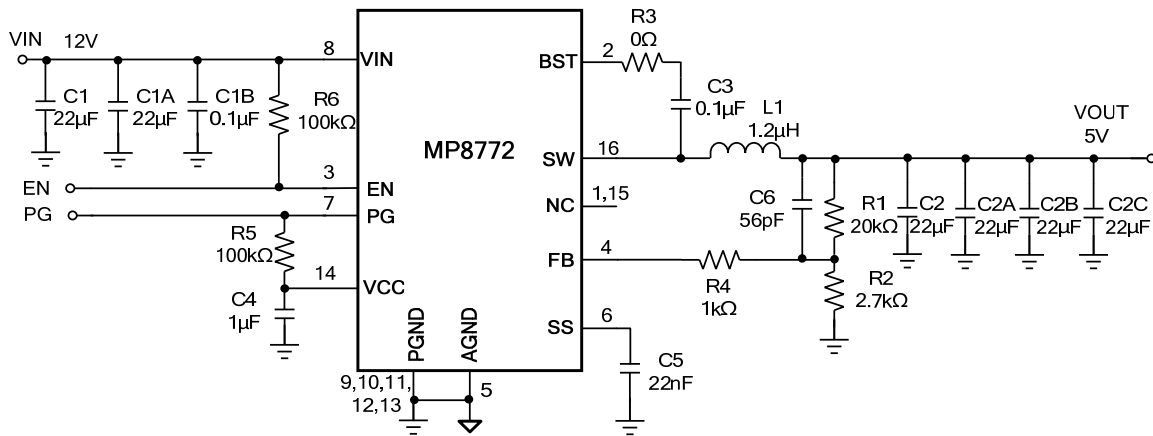 VIN 12V
C1
22μF
C1A
22μF
C1B
0.1μF
R6
100kΩ
8
VIN
EN
3
EN
PG
7
PG
R5
100kΩ
14
VCC
C4
1μF
MP8772
PGND
AGND
9,10,11,
12,13
5
BST
2
R3
0Ω
C3
0.1μF
L1
1.2μH
SW
16
NC
1,15
FB
4
R4
1kΩ
SS
6
C5
22nF
C6
56pF
R1
20kΩ
R2
2.7kΩ
C2
22μF
C2A
22μF
C2B
22μF
C2C
22μF
VOUT
5V